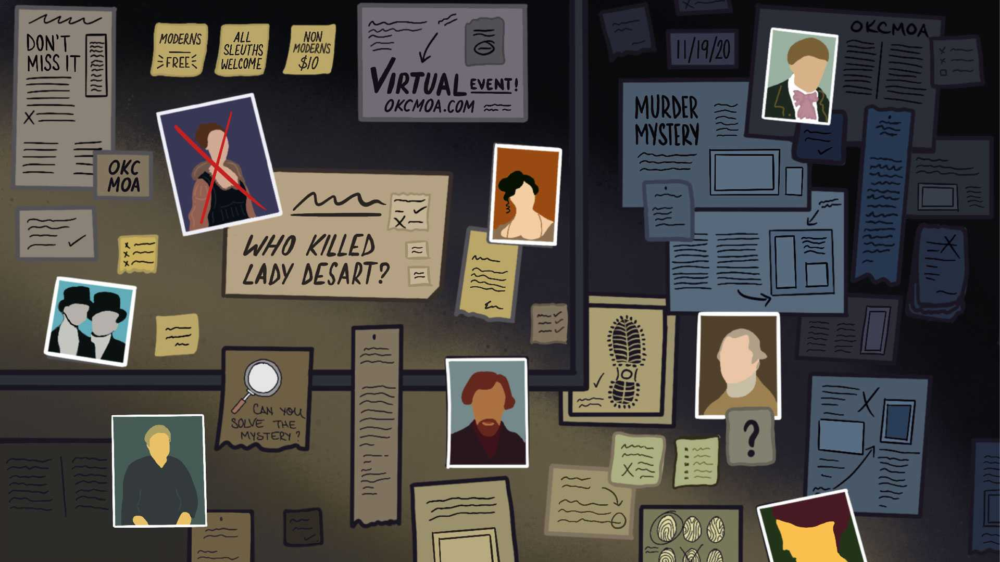 DON'T
MISS IT
MODERNS
FREE
ALL
SLEUTHS
WELCOME
NON
MODERNS
$10
VIRTUAL EVENT!
OKCMOA.COM
11/19/20
OKCMOA
MURDER
MYSTERY
OKC
MOA
WHO KILLED
LADY DESART?
CAN YOU
SOLVE THE
MYSTERY?
?